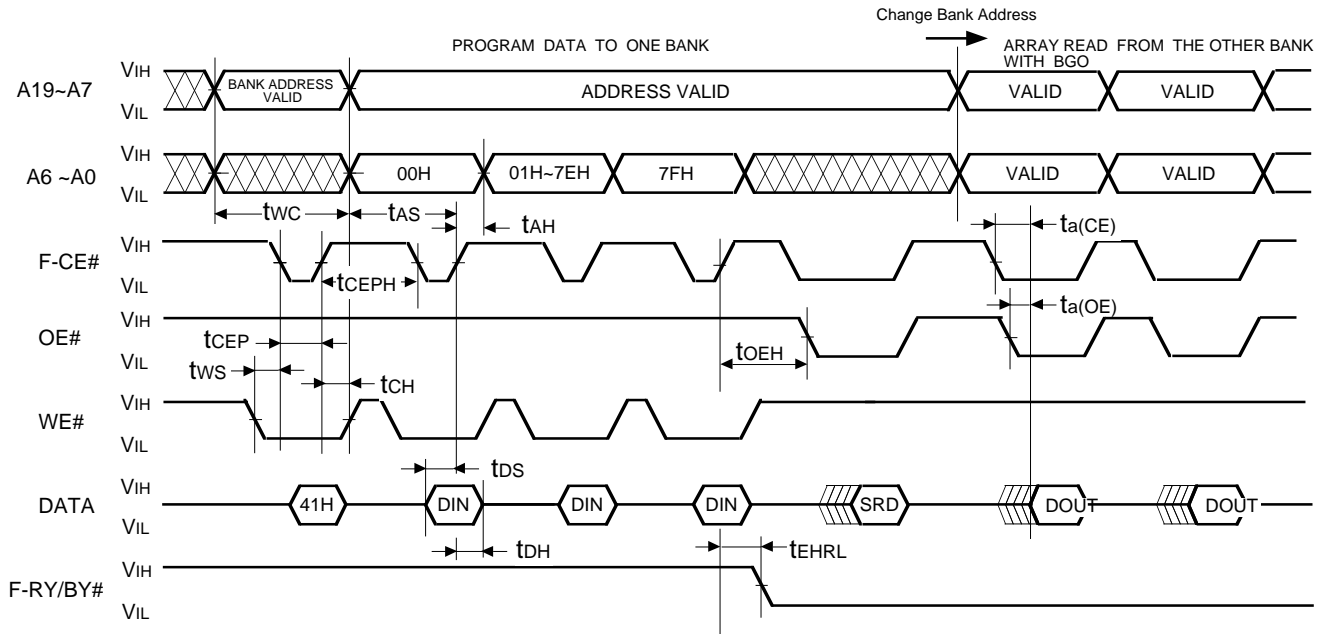 Change Bank Address
PROGRAM DATA TO ONE BANK
ARRAY READ FROM THE OTHER BANK
WITH BGO
A19~A7
VIH
VIL
BANK ADDRESS
VALID
ADDRESS VALID
VALID
VALID
A6 ~A0
VIH
VIL
00H
01H~7EH
7FH
VALID
VALID
tWC
tAS
tAH
ta(CE)
F-CE#
VIH
VIL
tCEPH
ta(OE)
OE#
VIH
VIL
tCEP
tOEH
tWS
tCH
WE#
VIH
VIL
tDS
DATA
VIH
VIL
41H
DIN
DIN
DIN
SRD
DOUT
DOUT
tDH
tEHRL
F-RY/BY#
VIH
VIL